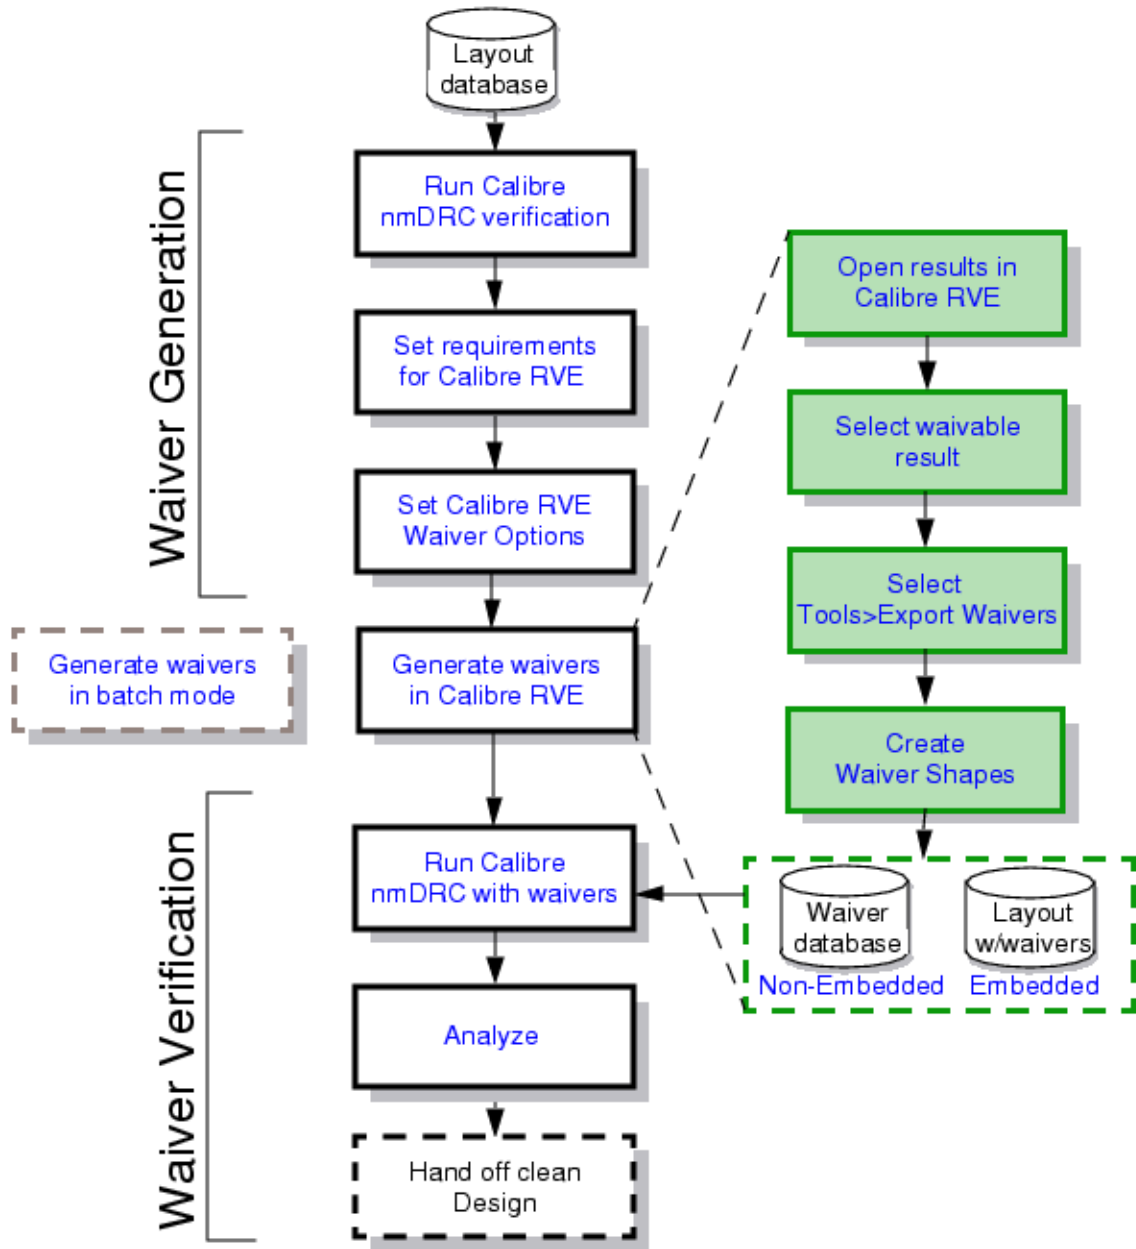 Layout
database
Waiver Generation
Run Calibre
nmDRC verification
Set requirements
for Calibre RVE
Set Calibre RVE
Waiver Options
Generate waivers
in batch mode
Generate waivers
in Calibre RVE
Open results in
Calibre RVE
Select waivable
result
Select
Tools>Export Waivers
Create
Waiver Shapes
Waiver
database
Non-Embedded
Layout
w/waivers
Embedded
Waiver Verification
Run Calibre
nmDRC with waivers
Analyze
Hand off clean
Design